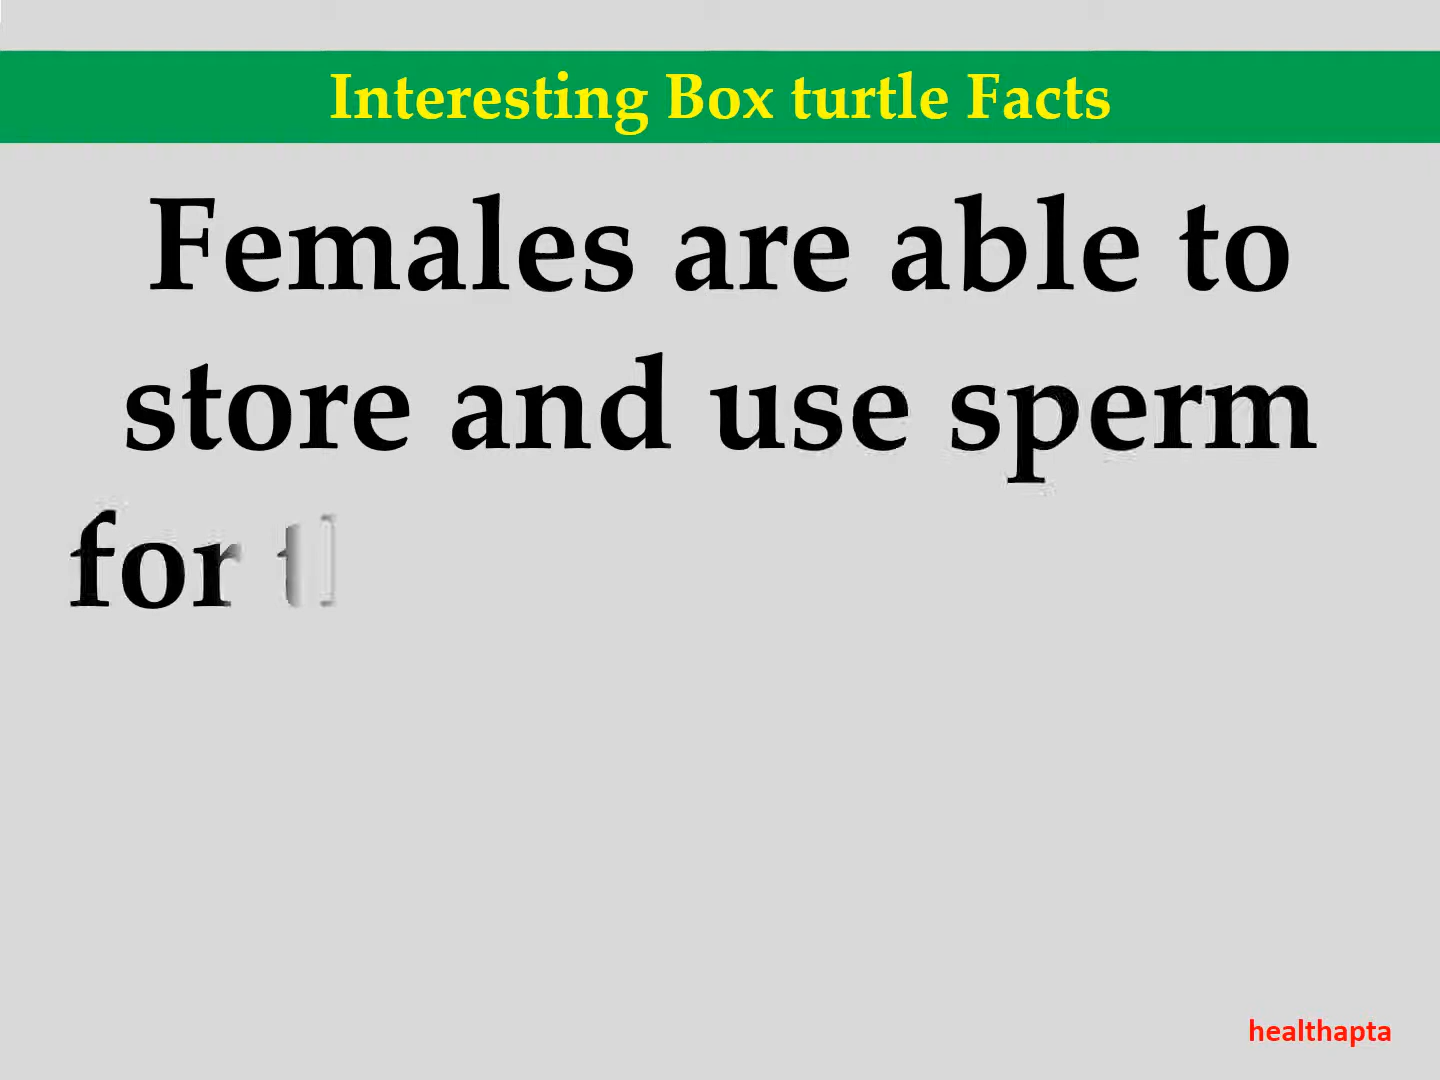 Interesting Box turtle Facts
Females are able to
store and use sperm
for
healthapta